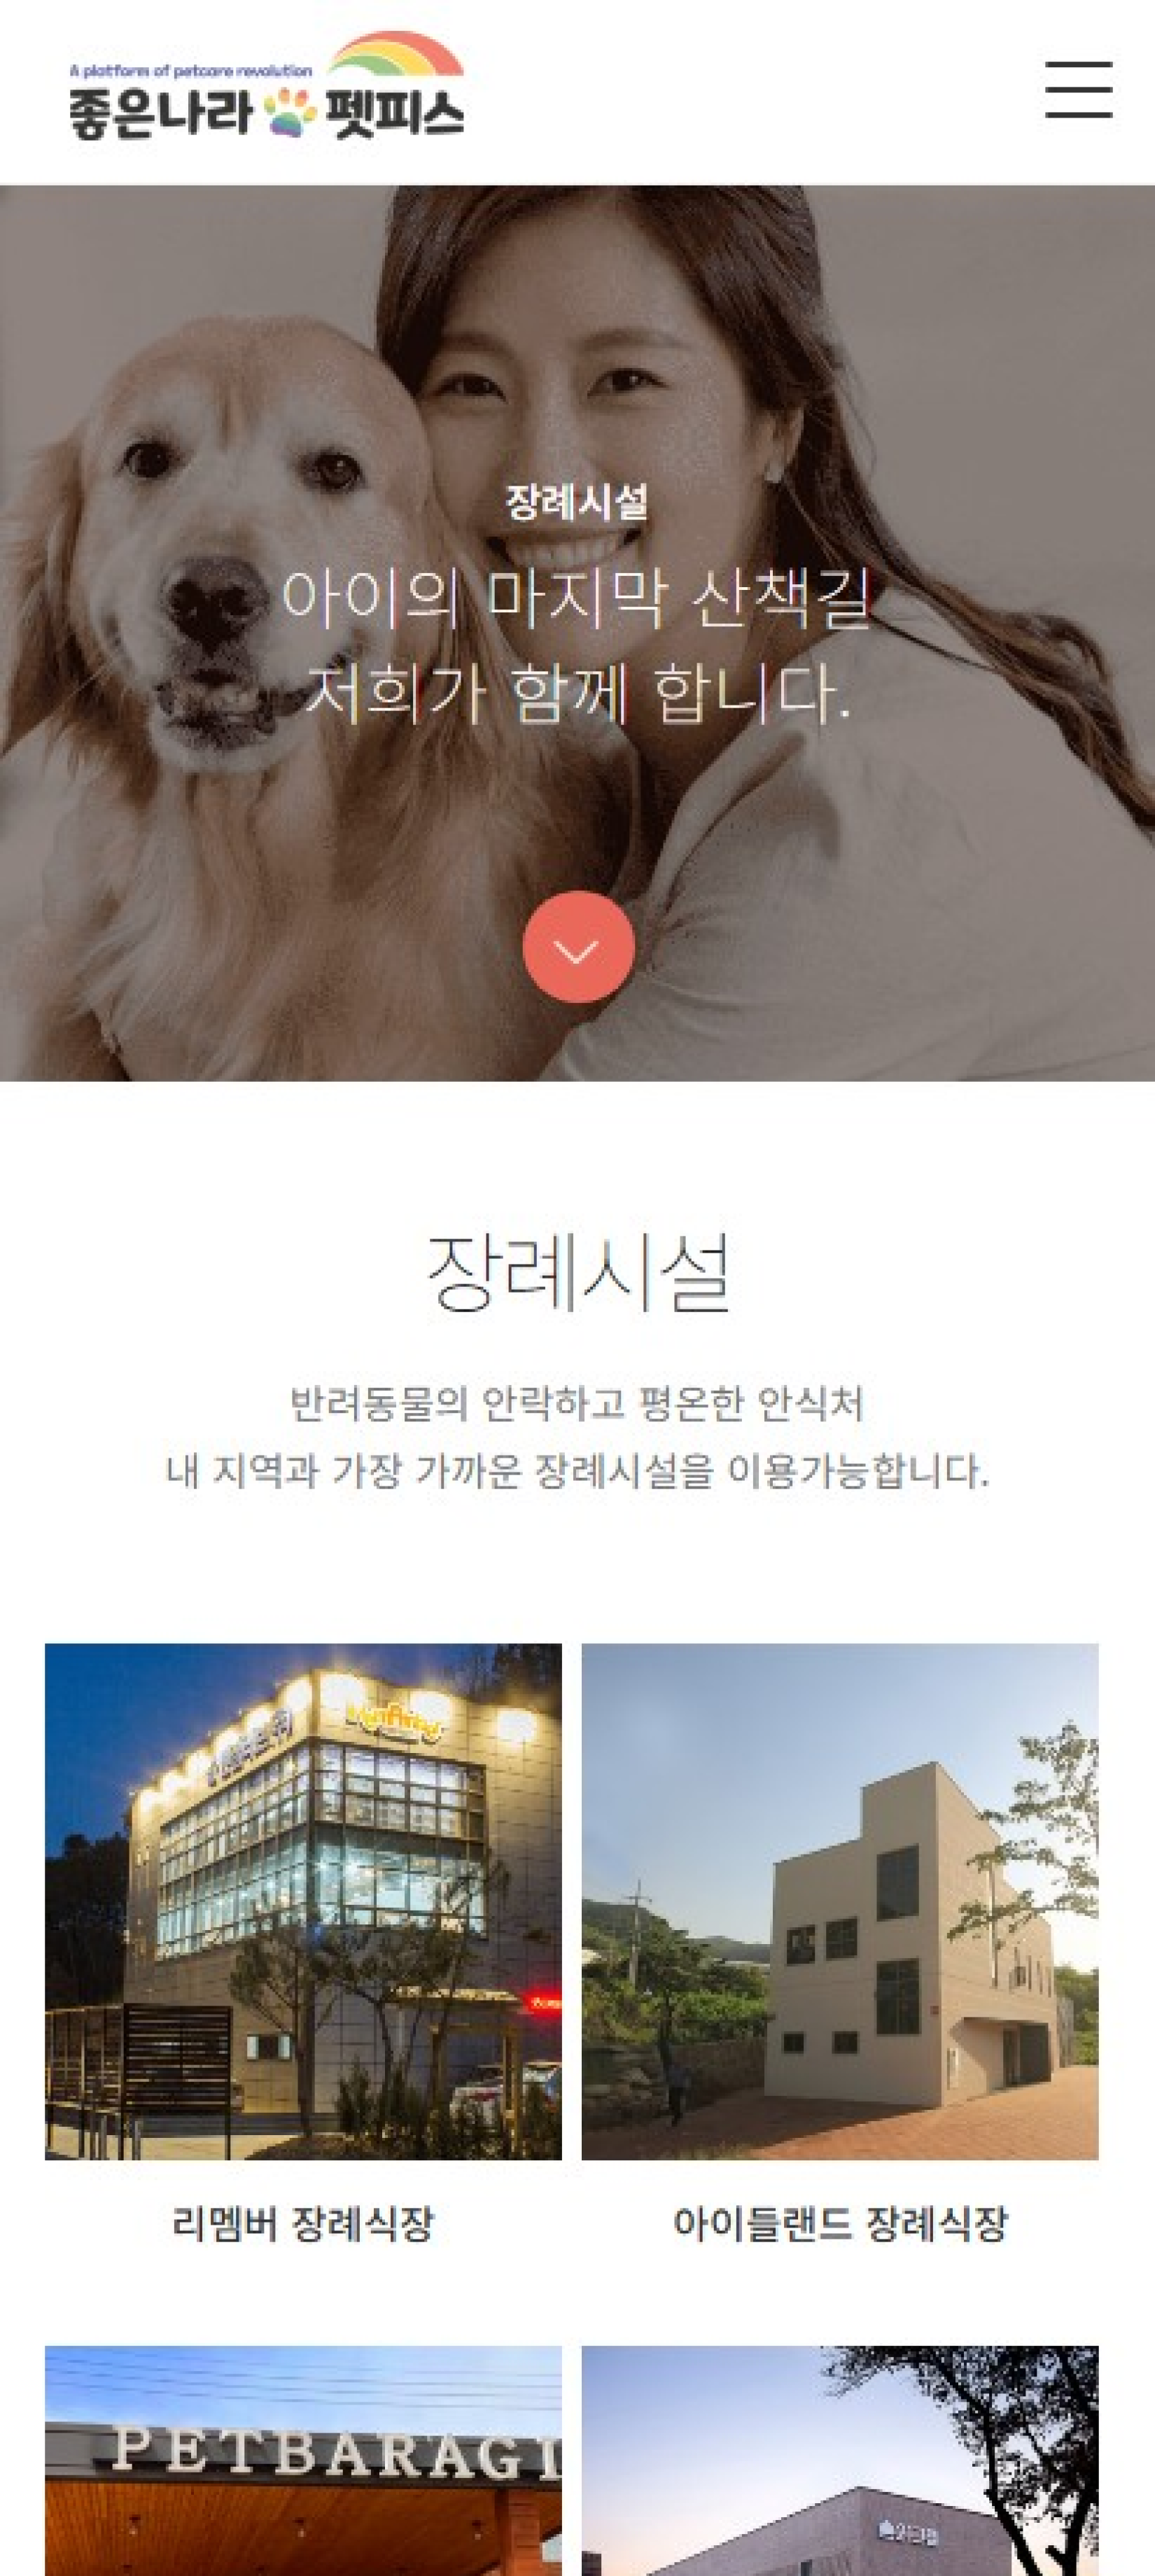 A platform of petcare revolution
좋은나라 펫피스
장례시설
아이의 마지막 산책길
저희가 함께 합니다.
장례시설
반려동물의 안락하고 평온한 안식처
내 지역과 가장 가까운 장례시설을 이용가능합니다.
리멤버 장례식장
아이들랜드 장례식장
PETBARAGI